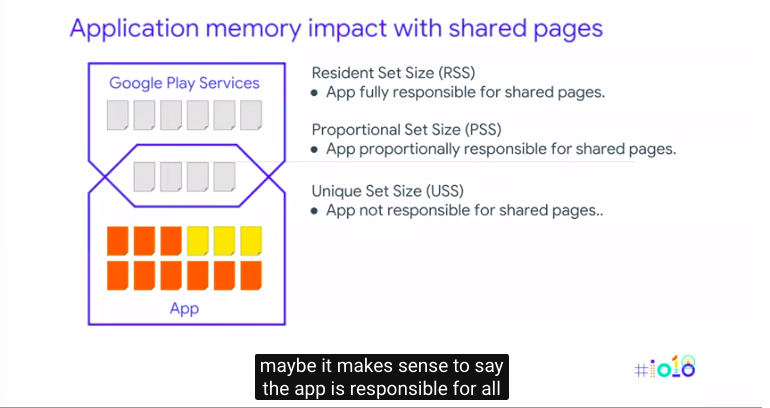 Application memory impact with shared pages
Google Play Services
App
Resident Set Size (RSS)
● App fully responsible for shared pages.
Proportional Set Size (PSS)
● App proportionally responsible for shared pages.
Unique Set Size (USS)
● App not responsible for shared pages..
maybe it makes sense to say
the app is responsible for all
#io18